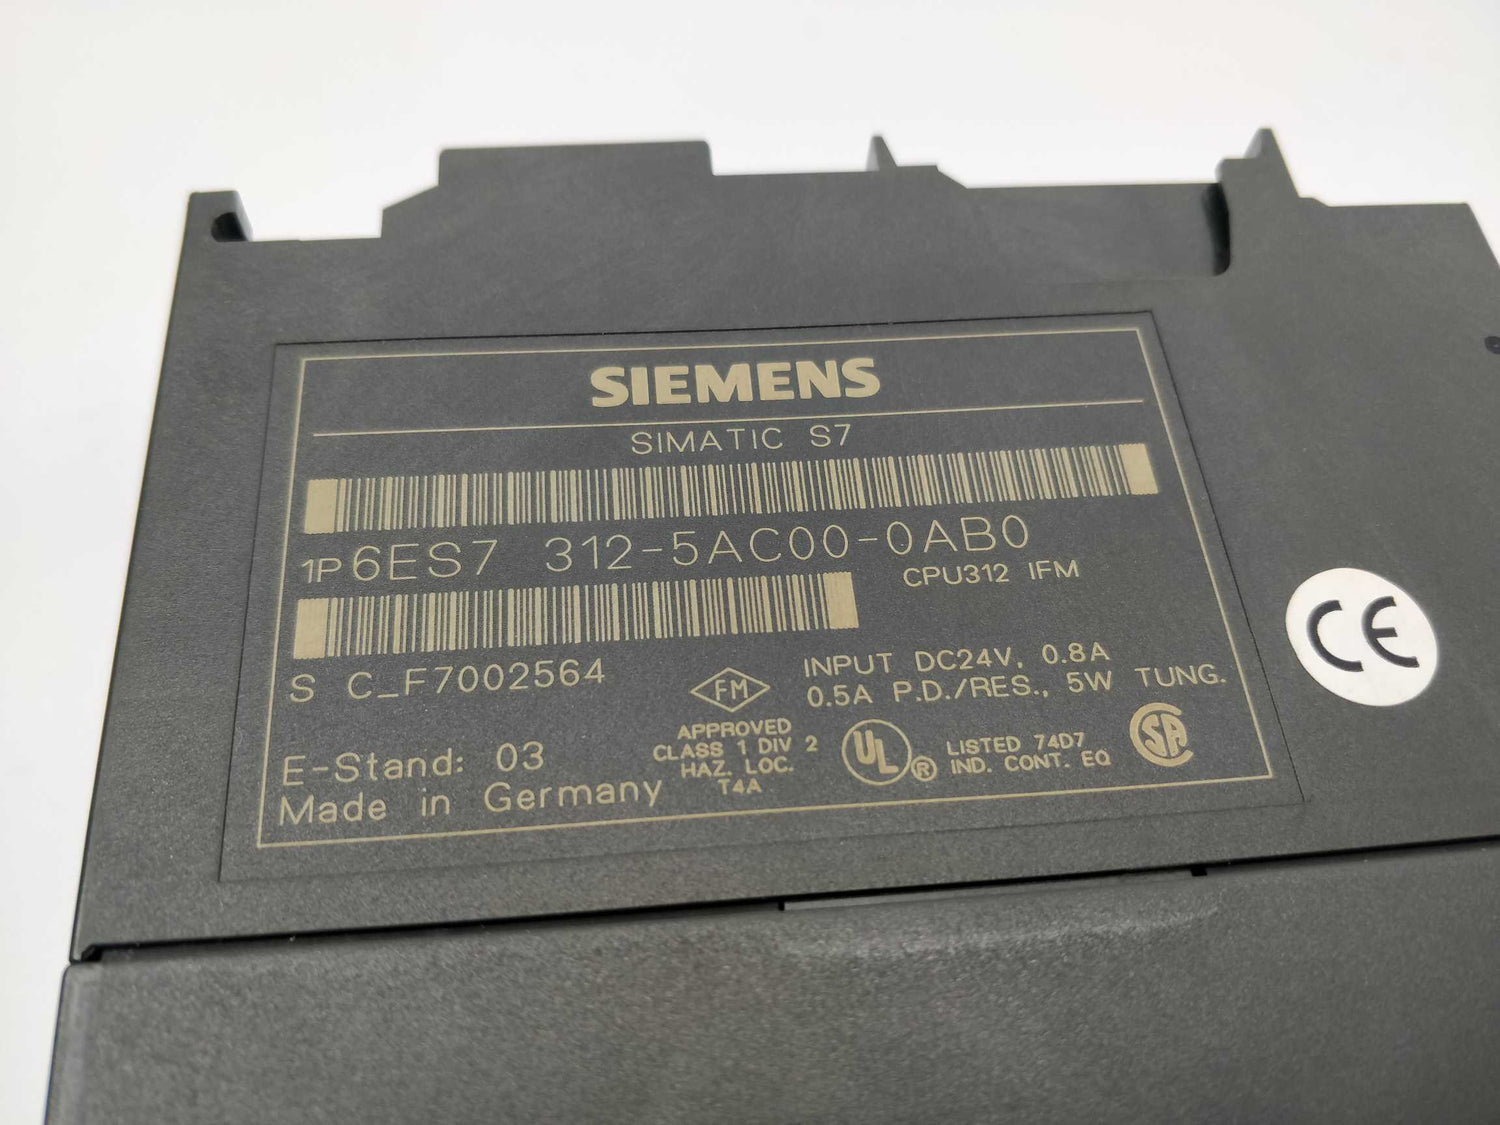 SIEMENS
SIMATIC S7
1P 6ES7 312-5AC00-0AB0
CPU312 IFM
S C_F7002564
INPUT DC24V, 0.8A
0.5A P.D./RES., 5W TUNG.
FM
APPROVED
CLASS 1 DIV 2
HAZ. LOC.
T4A
UL ®
LISTED 74D7
IND. CONT. EQ
SA
E-Stand: 03
Made in Germany
CE